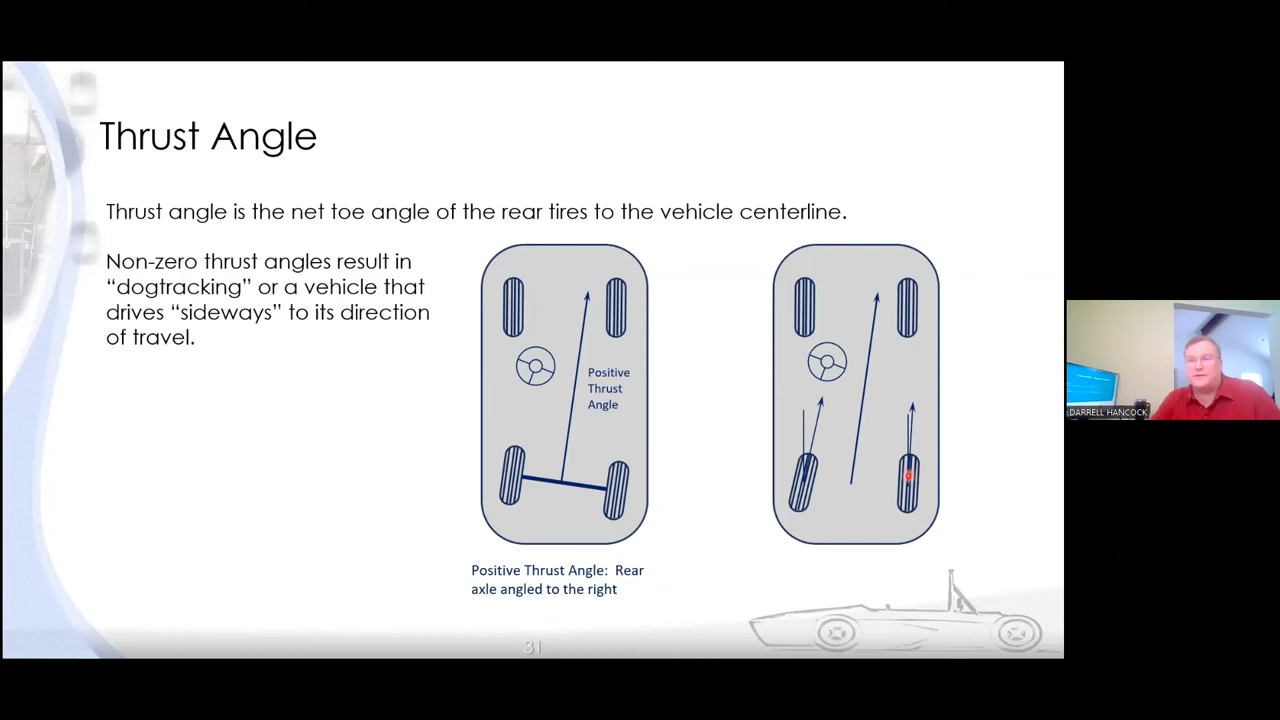 Thrust Angle
Thrust angle is the net toe angle of the rear tires to the vehicle centerline.
Non-zero thrust angles result in
“dogtracking” or a vehicle that
drives “sideways” to its direction
of travel.
Positive
Thrust
Angle
Positive Thrust Angle: Rear
axle angled to the right
31
DARRELL HANCOCK